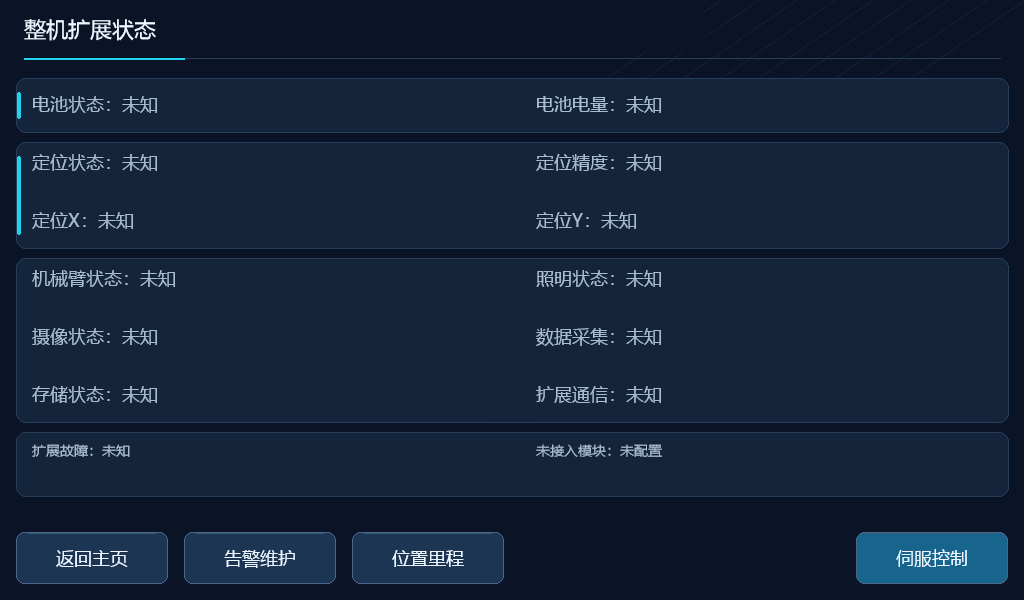 整机扩展状态
电池状态：未知
电池电量：未知
定位状态：未知
定位精度：未知
定位X：未知
定位Y：未知
机械臂状态：未知
照明状态：未知
摄像状态：未知
数据采集：未知
存储状态：未知
扩展通信：未知
扩展故障：未知
未接入模块：未配置
返回主页
告警维护
位置里程
伺服控制